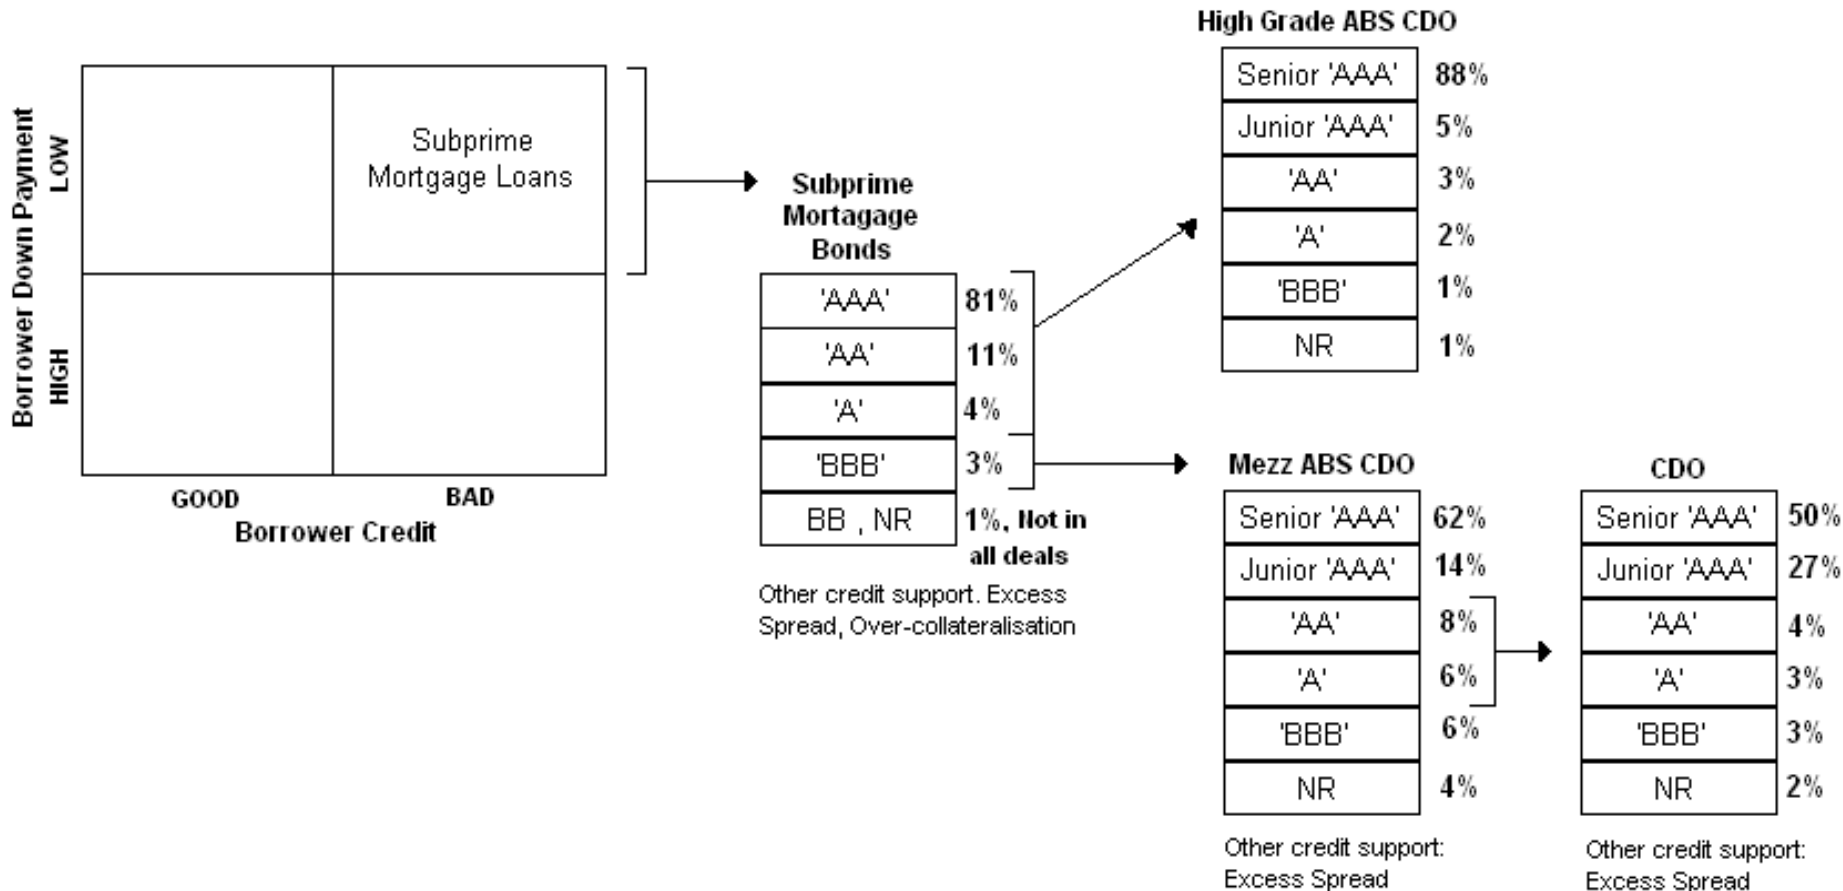 Borrower Down Payment
LOW
HIGH
Subprime
Mortgage Loans
GOOD
BAD
Borrower Credit
Subprime
Mortagage
Bonds
'AAA' 81%
'AA' 11%
'A' 4%
'BBB' 3%
BB , NR 1%, Not in
all deals
Other credit support. Excess
Spread, Over-collateralisation
High Grade ABS CDO
Senior 'AAA' 88%
Junior 'AAA' 5%
'AA' 3%
'A' 2%
'BBB' 1%
NR 1%
Mezz ABS CDO
Senior 'AAA' 62%
Junior 'AAA' 14%
'AA' 8%
'A' 6%
'BBB' 6%
NR 4%
Other credit support:
Excess Spread
CDO
Senior 'AAA' 50%
Junior 'AAA' 27%
'AA' 4%
'A' 3%
'BBB' 3%
NR 2%
Other credit support:
Excess Spread